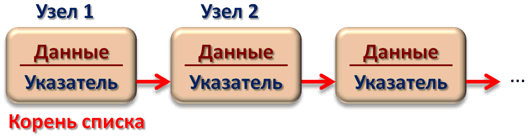 Узел 1 Узел 2
Данные Данные Данные
Указатель Указатель Указатель ...
Корень списка